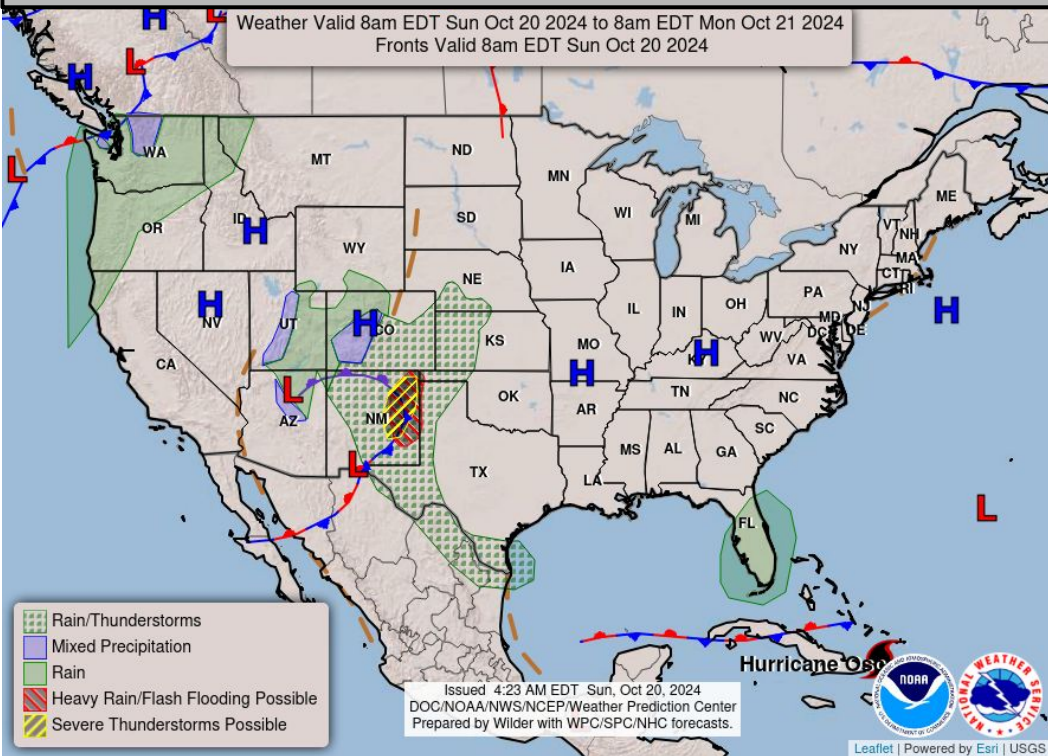 Weather Valid 8am EDT Sun Oct 20 2024 to 8am EDT Mon Oct 21 2024
Fronts Valid 8am EDT Sun Oct 20 2024
H
L
L
H
L
WA
MT
ND
MN
ME
OR
ID
H
SD
WI
MI
NY
VT
NH
MA
CT
RI
WY
NE
IA
PA
NJ
H
NV
UT
H
CO
KS
IL
IN
OH
MD
DC
DE
WV
VA
H
CA
MO
H
KY
H
L
AZ
NM
OK
AR
TN
NC
SC
L
TX
LA
MS
AL
GA
L
FL
Rain/Thunderstorms
Mixed Precipitation
Rain
Heavy Rain/Flash Flooding Possible
Severe Thunderstorms Possible
Issued 4:23 AM EDT Sun, Oct 20, 2024
DOC/NOAA/NWS/NCEP/Weather Prediction Center
Prepared by Wilder with WPC/SPC/NHC forecasts.
Hurricane
NOAA
NATIONAL WEATHER SERVICE
Leaflet | Powered by Esri | USGS